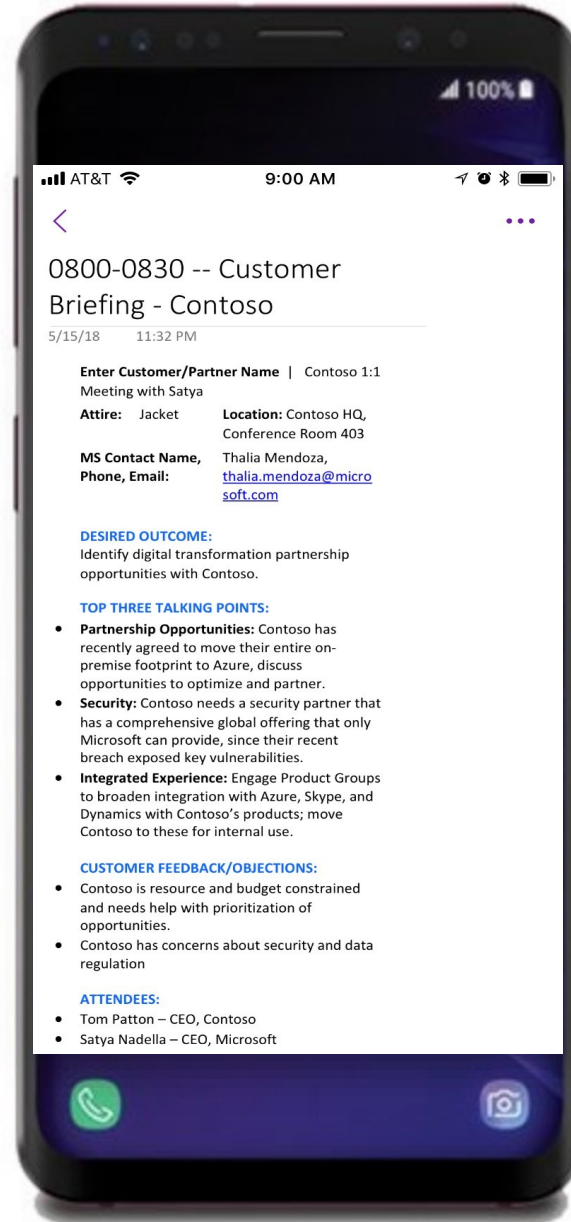 100%
AT&T 9:00 AM
0800-0830 -- Customer
Briefing - Contoso
5/15/18 11:32 PM
Enter Customer/Partner Name | Contoso 1:1
Meeting with Satya
Attire: Jacket Location: Contoso HQ,
Conference Room 403
MS Contact Name, Thalia Mendoza,
Phone, Email: thalia.mendoza@micro
soft.com
DESIRED OUTCOME:
Identify digital transformation partnership
opportunities with Contoso.
TOP THREE TALKING POINTS:
• Partnership Opportunities: Contoso has
recently agreed to move their entire on-
premise footprint to Azure, discuss
opportunities to optimize and partner.
• Security: Contoso needs a security partner that
has a comprehensive global offering that only
Microsoft can provide, since their recent
breach exposed key vulnerabilities.
• Integrated Experience: Engage Product Groups
to broaden integration with Azure, Skype, and
Dynamics with Contoso’s products; move
Contoso to these for internal use.
CUSTOMER FEEDBACK/OBJECTIONS:
• Contoso is resource and budget constrained
and needs help with prioritization of
opportunities.
• Contoso has concerns about security and data
regulation
ATTENDEES:
• Tom Patton – CEO, Contoso
• Satya Nadella – CEO, Microsoft